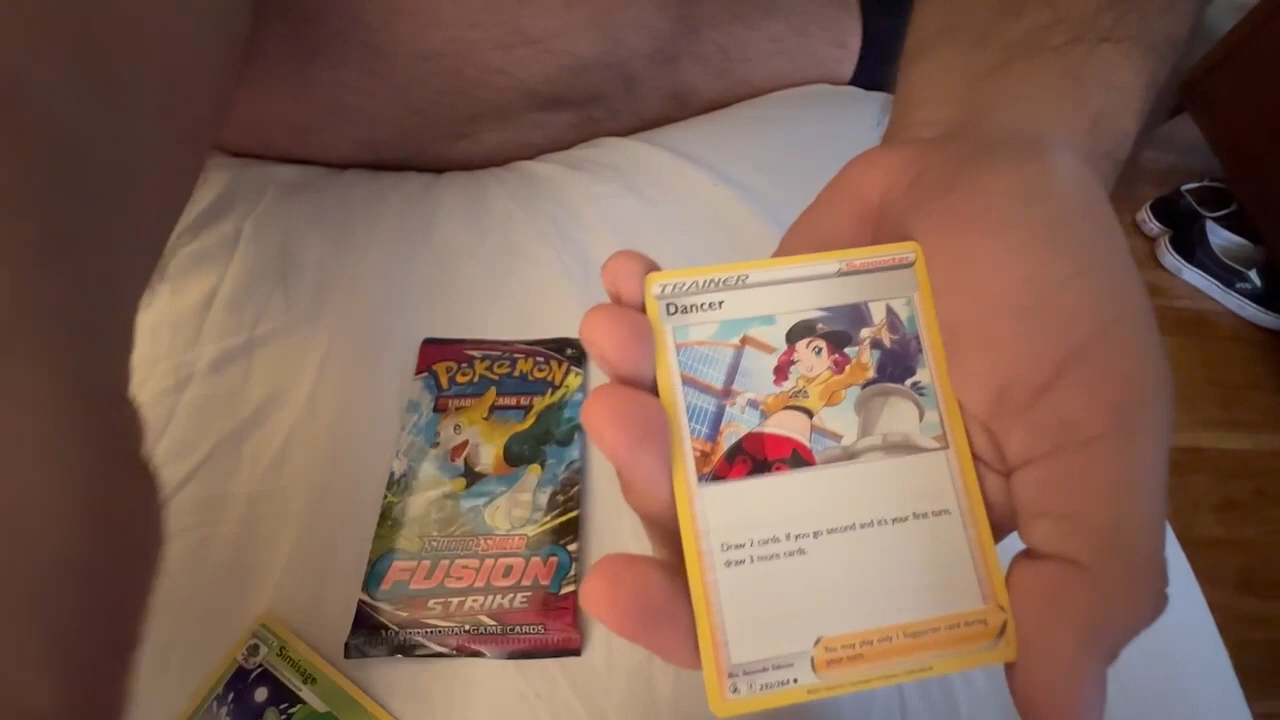 POKéMON
TRADING CARD GAME
SWORD & SHIELD
FUSION
STRIKE
10 ADDITIONAL GAME CARDS
Simisage
TRAINER
Supporter
Dancer
Draw 2 cards. If you go second and it's your first turn,
draw 3 more cards.
You may play only 1 Supporter card during
your turn.
232/264